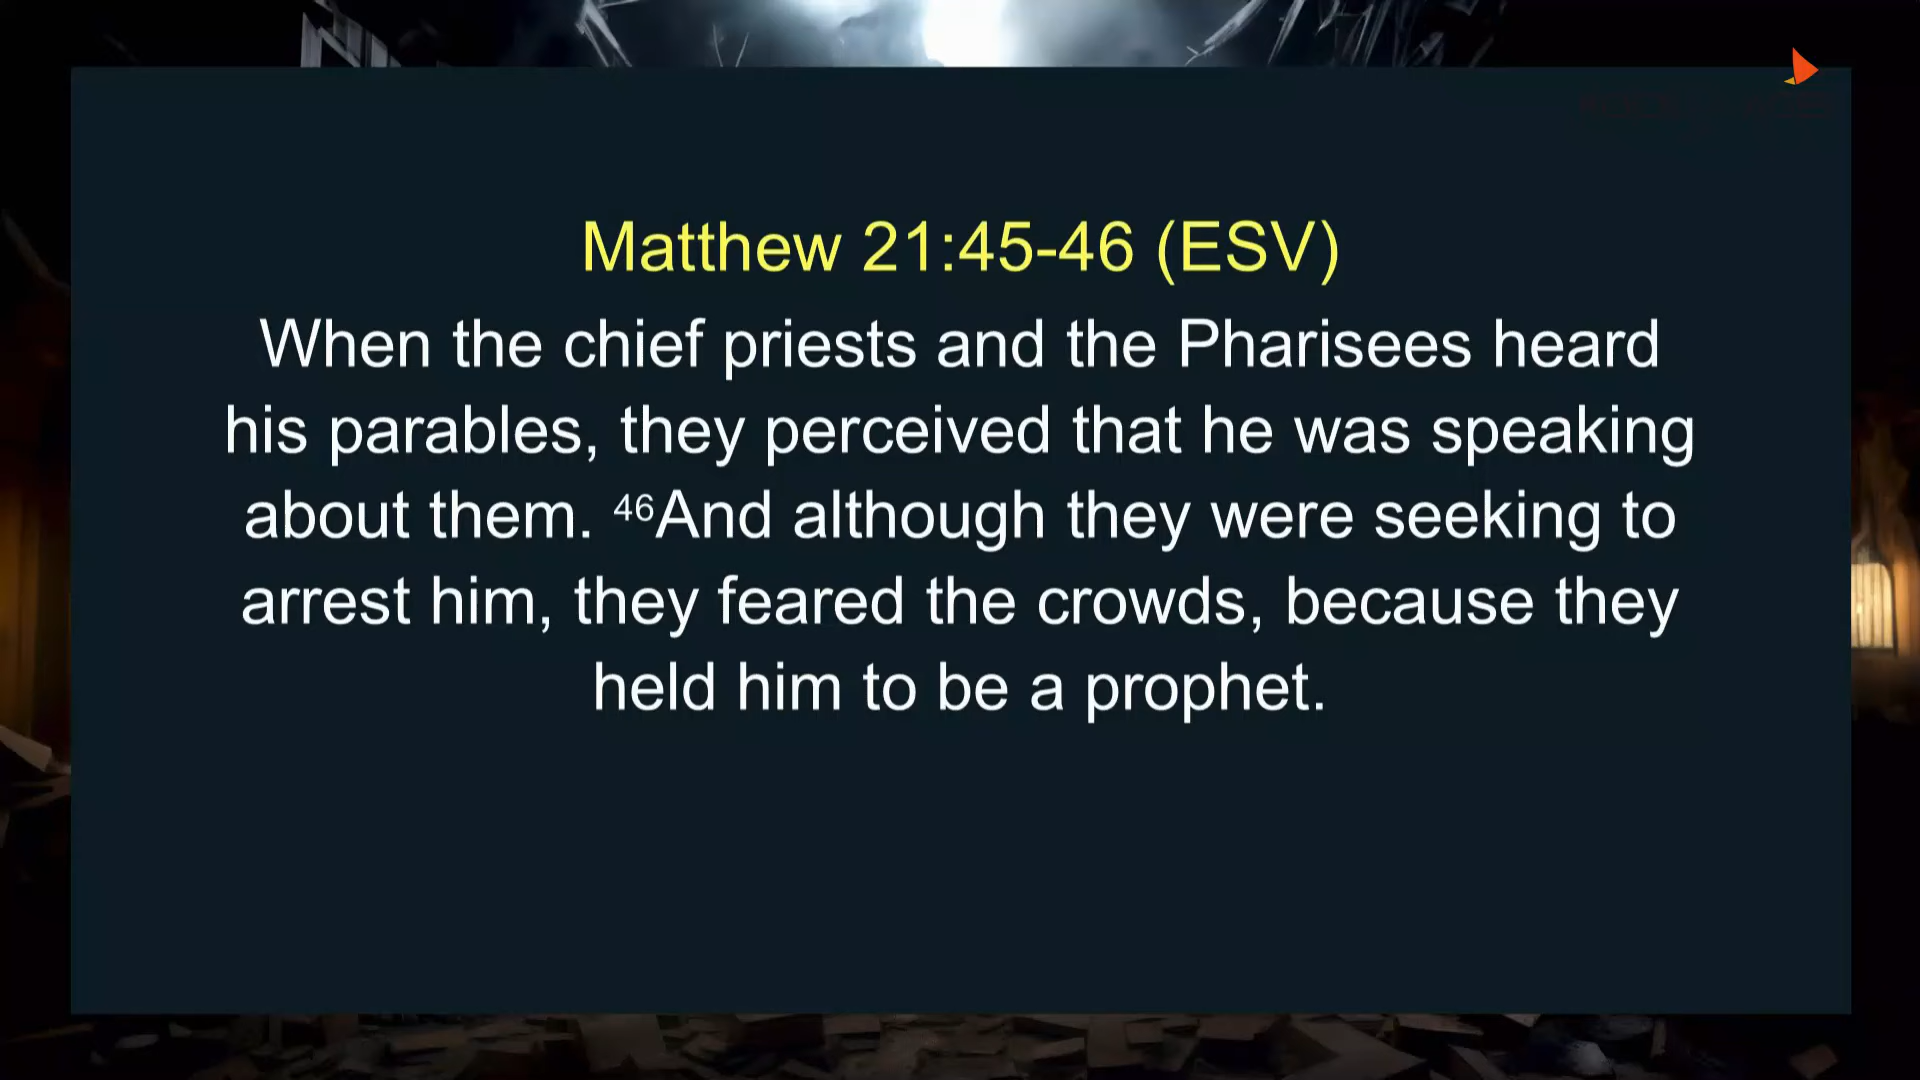 Matthew 21:45-46 (ESV)
When the chief priests and the Pharisees heard
his parables, they perceived that he was speaking
about them. ⁴⁶And although they were seeking to
arrest him, they feared the crowds, because they
held him to be a prophet.